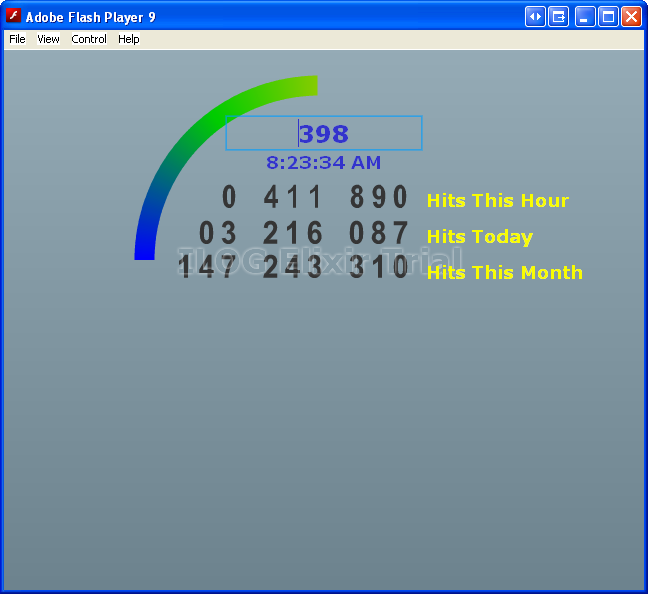 Adobe Flash Player 9
File View Control Help
398
8:23:34 AM
0 411 890 Hits This Hour
03 216 087 Hits Today
ILOG Elixir Trial
147 243 310 Hits This Month